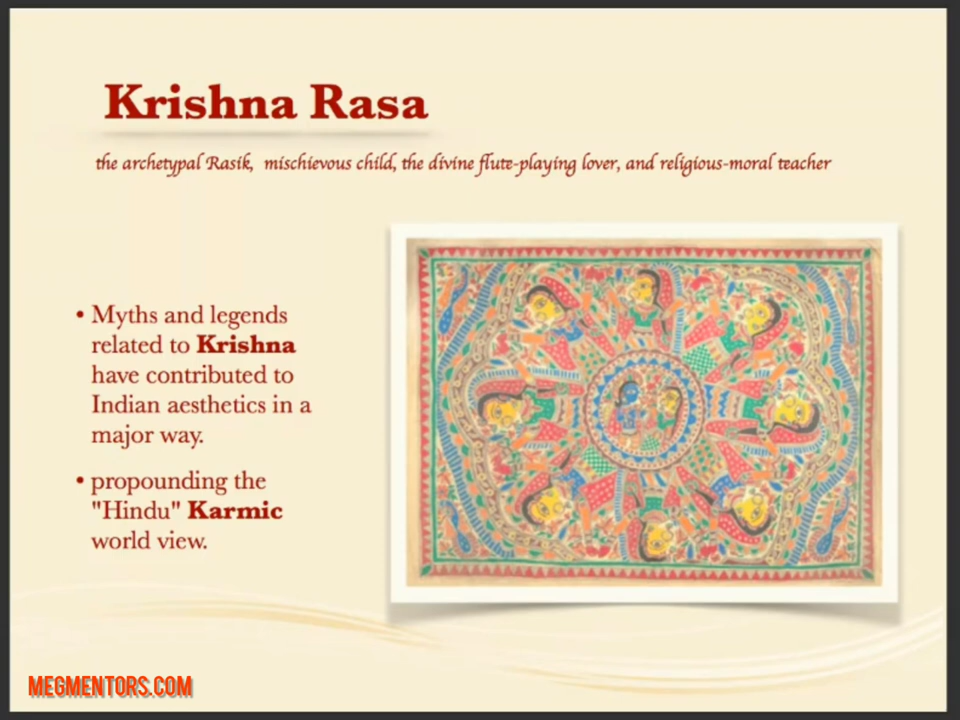 Krishna Rasa
the archetypal Rasik,  mischievous child, the divine flute-playing lover, and religious-moral teacher
• Myths and legends
related to Krishna
have contributed to
Indian aesthetics in a
major way.
• propounding the
"Hindu" Karmic
world view.
MEGMENTORS.COM